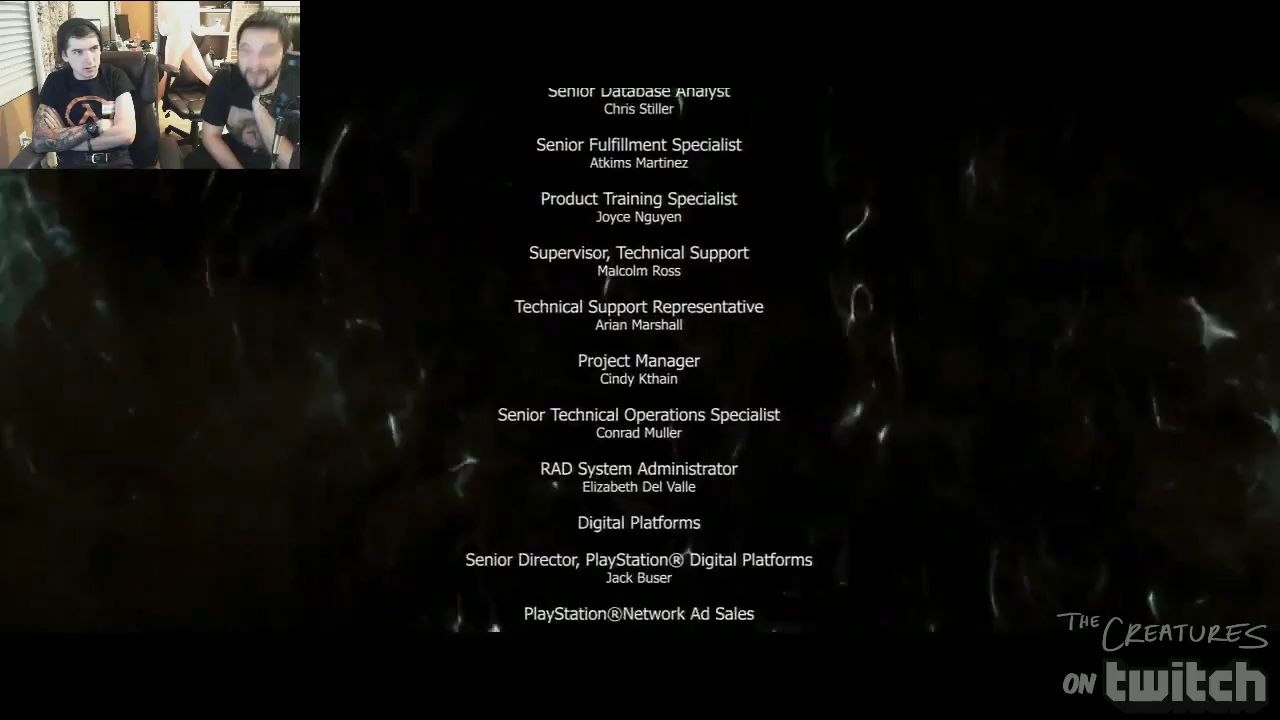 Senior Database Analyst
Chris Stiller
Senior Fulfillment Specialist
Atkims Martinez
Product Training Specialist
Joyce Nguyen
Supervisor, Technical Support
Malcolm Ross
Technical Support Representative
Arian Marshall
Project Manager
Cindy Kthain
Senior Technical Operations Specialist
Conrad Muller
RAD System Administrator
Elizabeth Del Valle
Digital Platforms
Senior Director, PlayStation® Digital Platforms
Jack Buser
PlayStation®Network Ad Sales
THE CREATURES
ON twitch